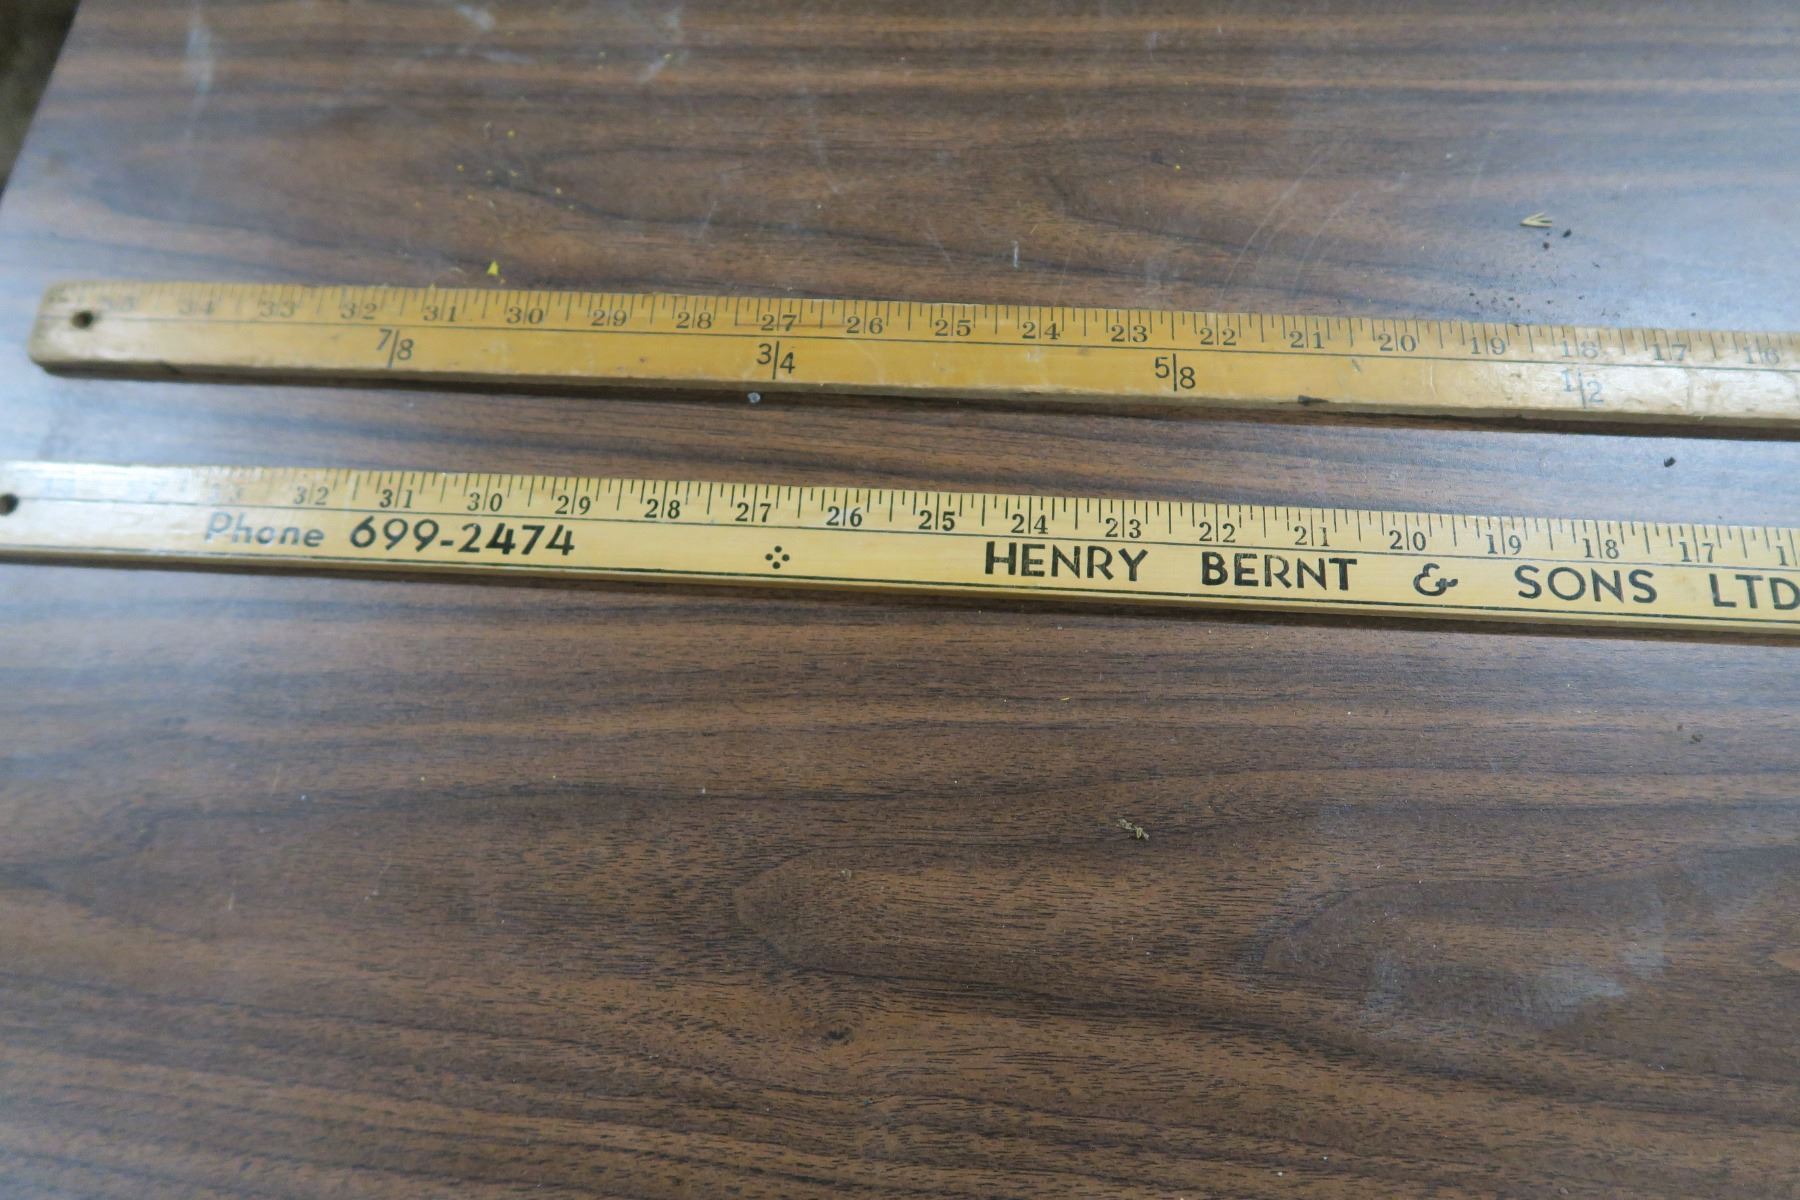 35 34 33 32 31 30 29 28 27 26 25 24 23 22 21 20 19 18 17 16
7/8 3/4 5/8 1/2
33 32 31 30 29 28 27 26 25 24 23 22 21 20 19 18 17
Phone 699-2474 HENRY BERNT & SONS LTD